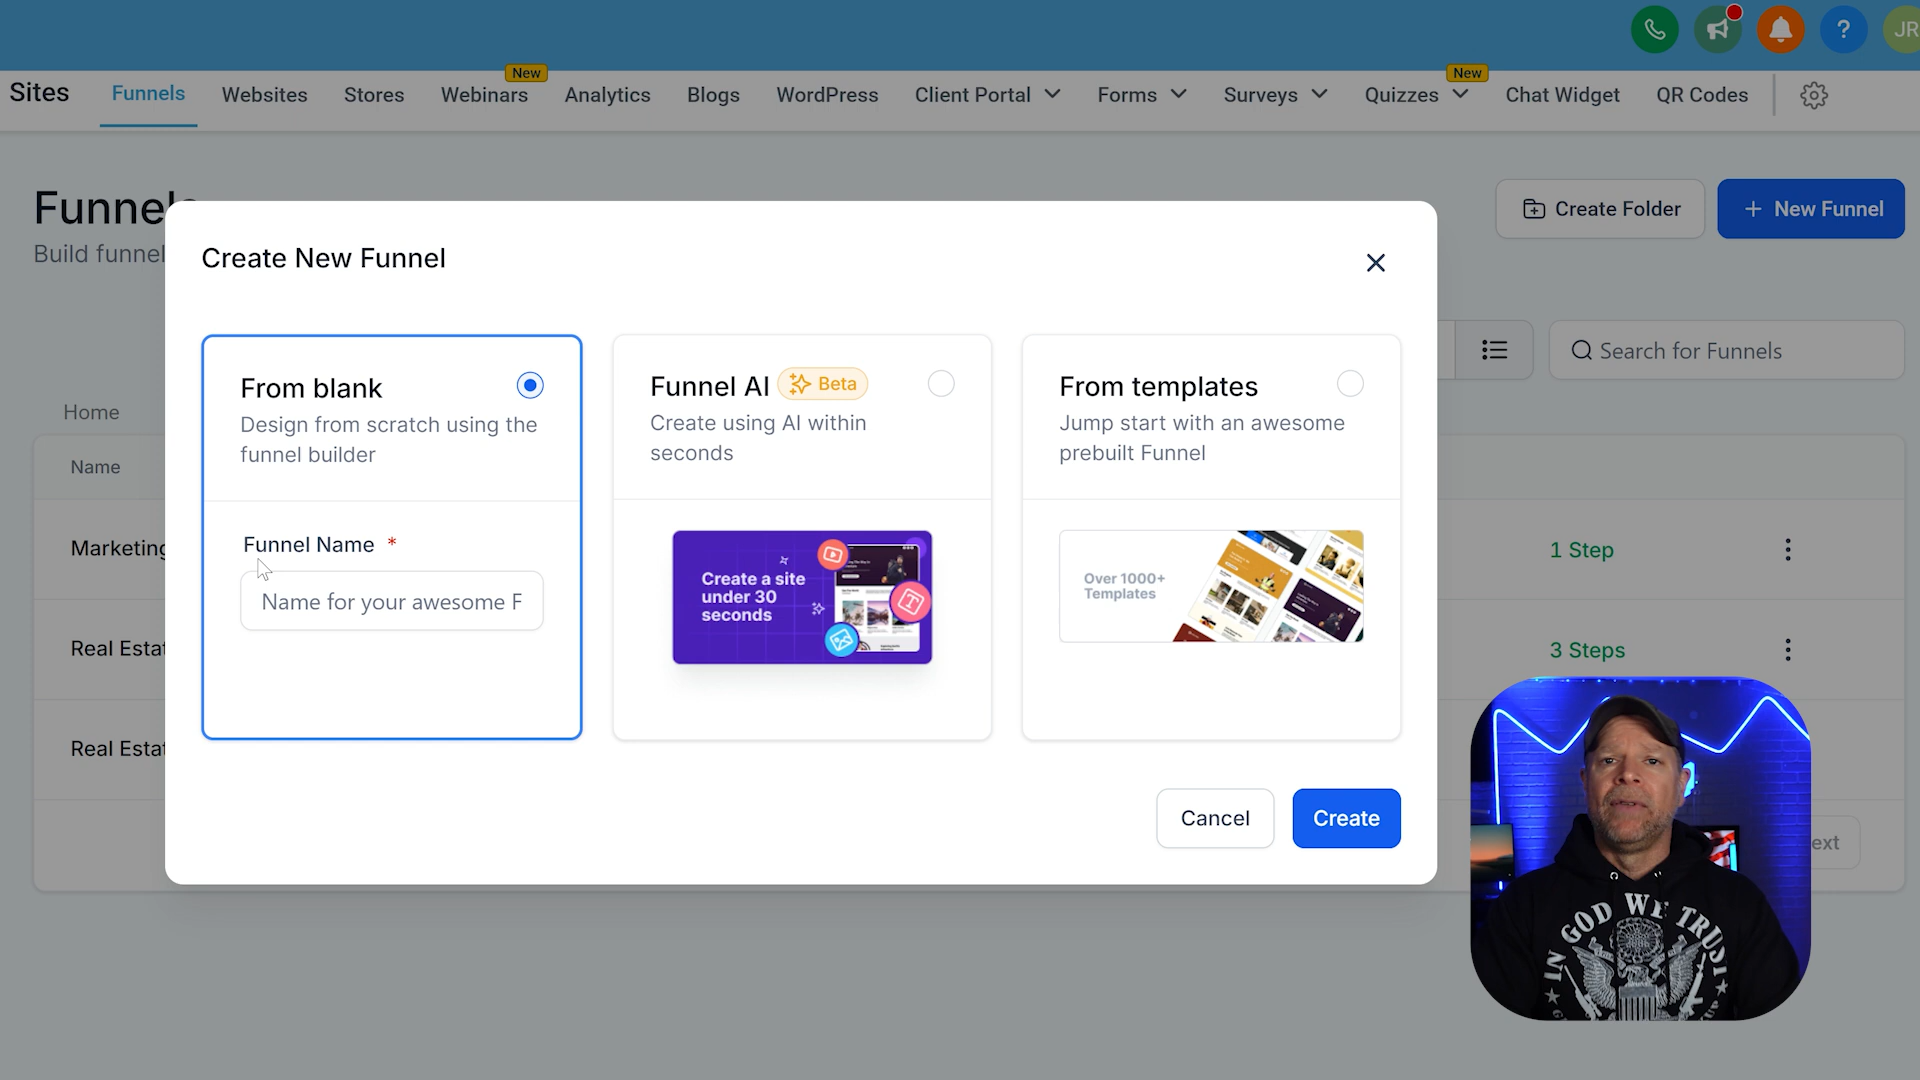 JR
New
New
Sites
Funnels
Websites
Stores
Webinars
Analytics
Blogs
WordPress
Client Portal
Forms
Surveys
Quizzes
Chat Widget
QR Codes
Funnels
Build funnel
Create Folder
+ New Funnel
Create New Funnel
Search for Funnels
Home
Name
Marketing
1 Step
Real Estat
3 Steps
Real Estat
From blank
Design from scratch using the
funnel builder
Funnel Name *
Name for your awesome F
Funnel AI
Beta
Create using AI within
seconds
Create a site
under 30
seconds
T
From templates
Jump start with an awesome
prebuilt Funnel
Over 1000+
Templates
Cancel
Create
ext
IN GOD WE TRUST